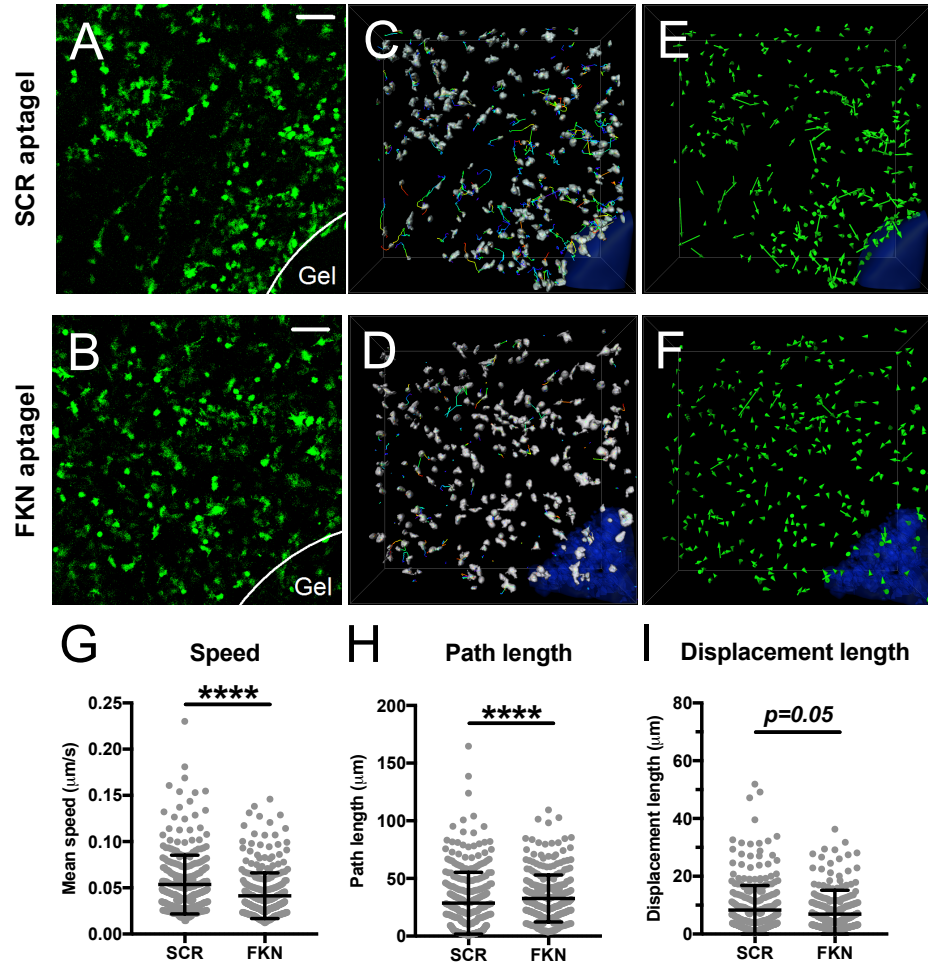 SCR aptagel
A
Gel
C
E
FKN aptagel
B
Gel
D
F
G
Speed
Mean speed (μm/s)
0.25
0.20
0.15
0.10
0.05
0.00
****
SCR FKN
H
Path length
Path length (μm)
200
150
100
50
0
****
SCR FKN
I
Displacement length
Displacement length (μm)
80
60
40
20
0
p=0.05
SCR FKN